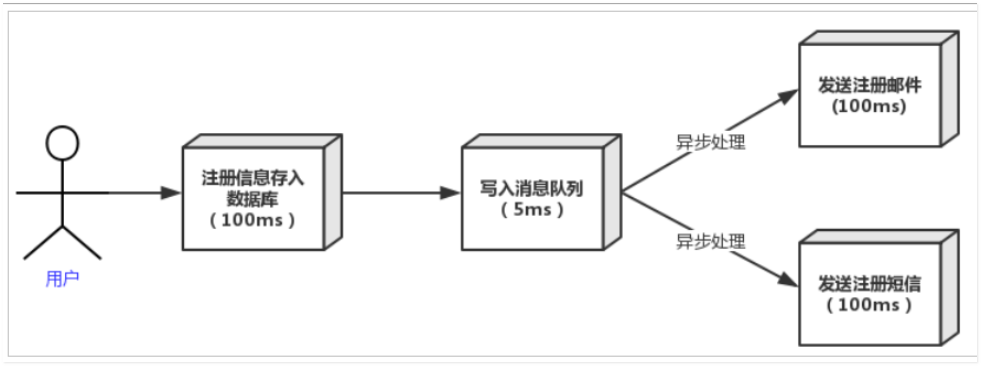 用户
注册信息存入
数据库
（100ms）
写入消息队列
（5ms）
异步处理
异步处理
发送注册邮件
(100ms)
发送注册短信
（100ms）